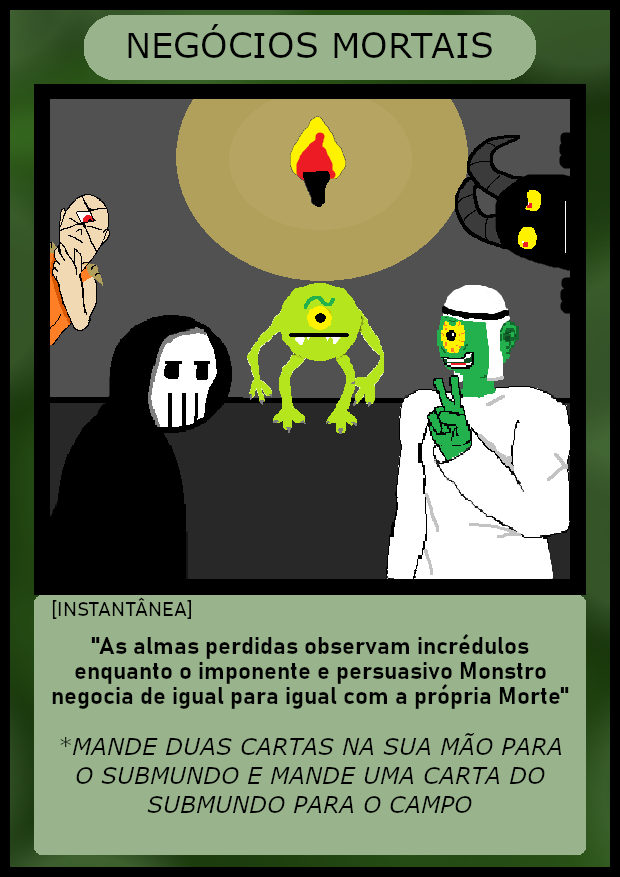 NEGÓCIOS MORTAIS
[INSTANTÂNEA]
"As almas perdidas observam incrédulos
enquanto o imponente e persuasivo Monstro
negocia de igual para igual com a própria Morte"
*MANDE DUAS CARTAS NA SUA MÃO PARA
O SUBMUNDO E MANDE UMA CARTA DO
SUBMUNDO PARA O CAMPO